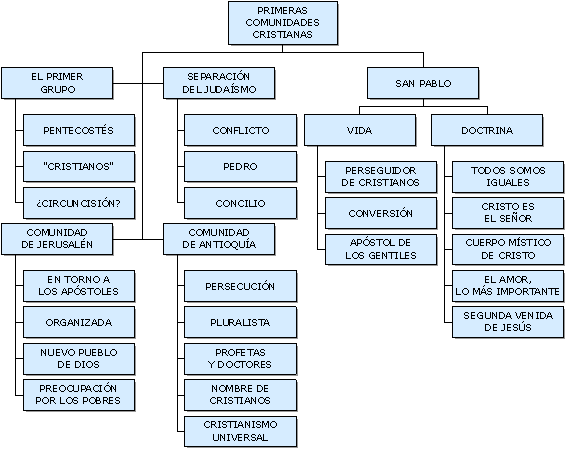 PRIMERAS
COMUNIDADES
CRISTIANAS
EL PRIMER
GRUPO
PENTECOSTÉS
"CRISTIANOS"
¿CIRCUNCISIÓN?
SEPARACIÓN
DEL JUDAÍSMO
CONFLICTO
PEDRO
CONCILIO
COMUNIDAD
DE JERUSALÉN
EN TORNO A
LOS APÓSTOLES
ORGANIZADA
NUEVO PUEBLO
DE DIOS
PREOCUPACIÓN
POR LOS POBRES
COMUNIDAD
DE ANTIOQUÍA
PERSECUCIÓN
PLURALISTA
PROFETAS
Y DOCTORES
NOMBRE DE
CRISTIANOS
CRISTIANISMO
UNIVERSAL
SAN PABLO
VIDA
PERSEGUIDOR
DE CRISTIANOS
CONVERSIÓN
APÓSTOL DE
LOS GENTILES
DOCTRINA
TODOS SOMOS
IGUALES
CRISTO ES
EL SEÑOR
CUERPO MÍSTICO
DE CRISTO
EL AMOR,
LO MÁS IMPORTANTE
SEGUNDA VENIDA
DE JESÚS